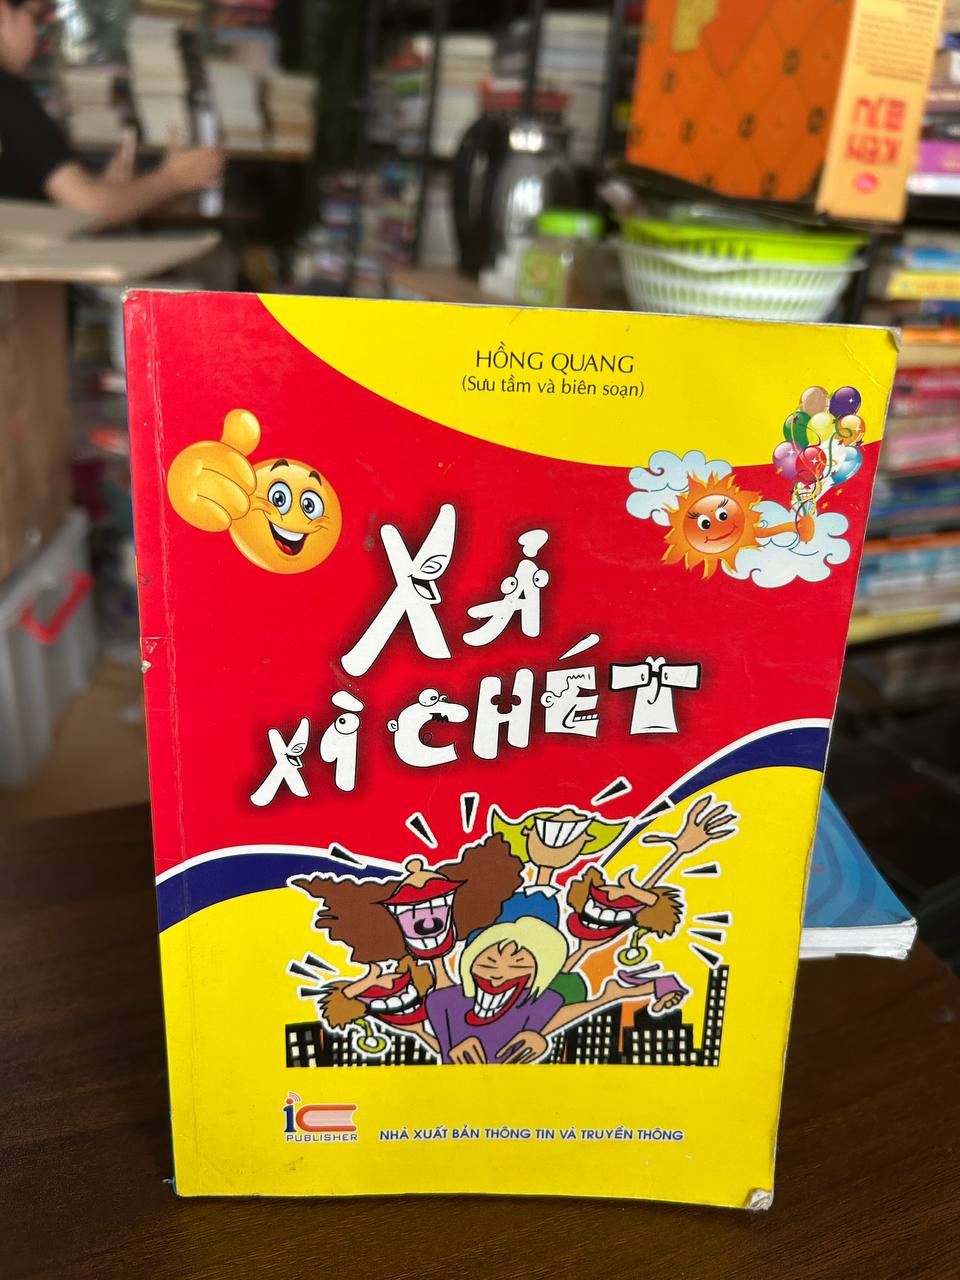 HỒNG QUANG
(Sưu tầm và biên soạn)
XẢ
XÌ CHÉT
iC
PUBLISHER
NHÀ XUẤT BẢN THÔNG TIN VÀ TRUYỀN THÔNG